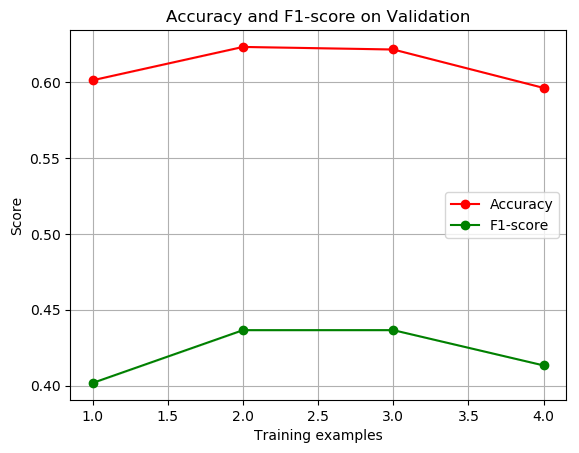 Accuracy and F1-score on Validation
Score
0.60
0.55
0.50
0.45
0.40
Accuracy
F1-score
1.0 1.5 2.0 2.5 3.0 3.5 4.0
Training examples